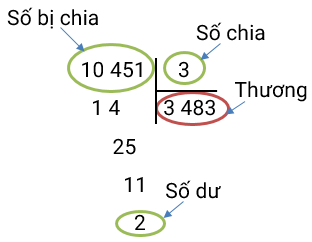 Số bị chia
Số chia
10 451 3
Thương
1 4 3 483
25
11
Số dư
2